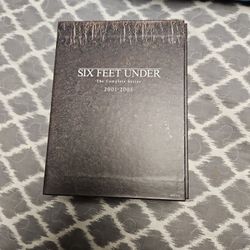 SIX FEET UNDER
The Complete Series
2001-2005